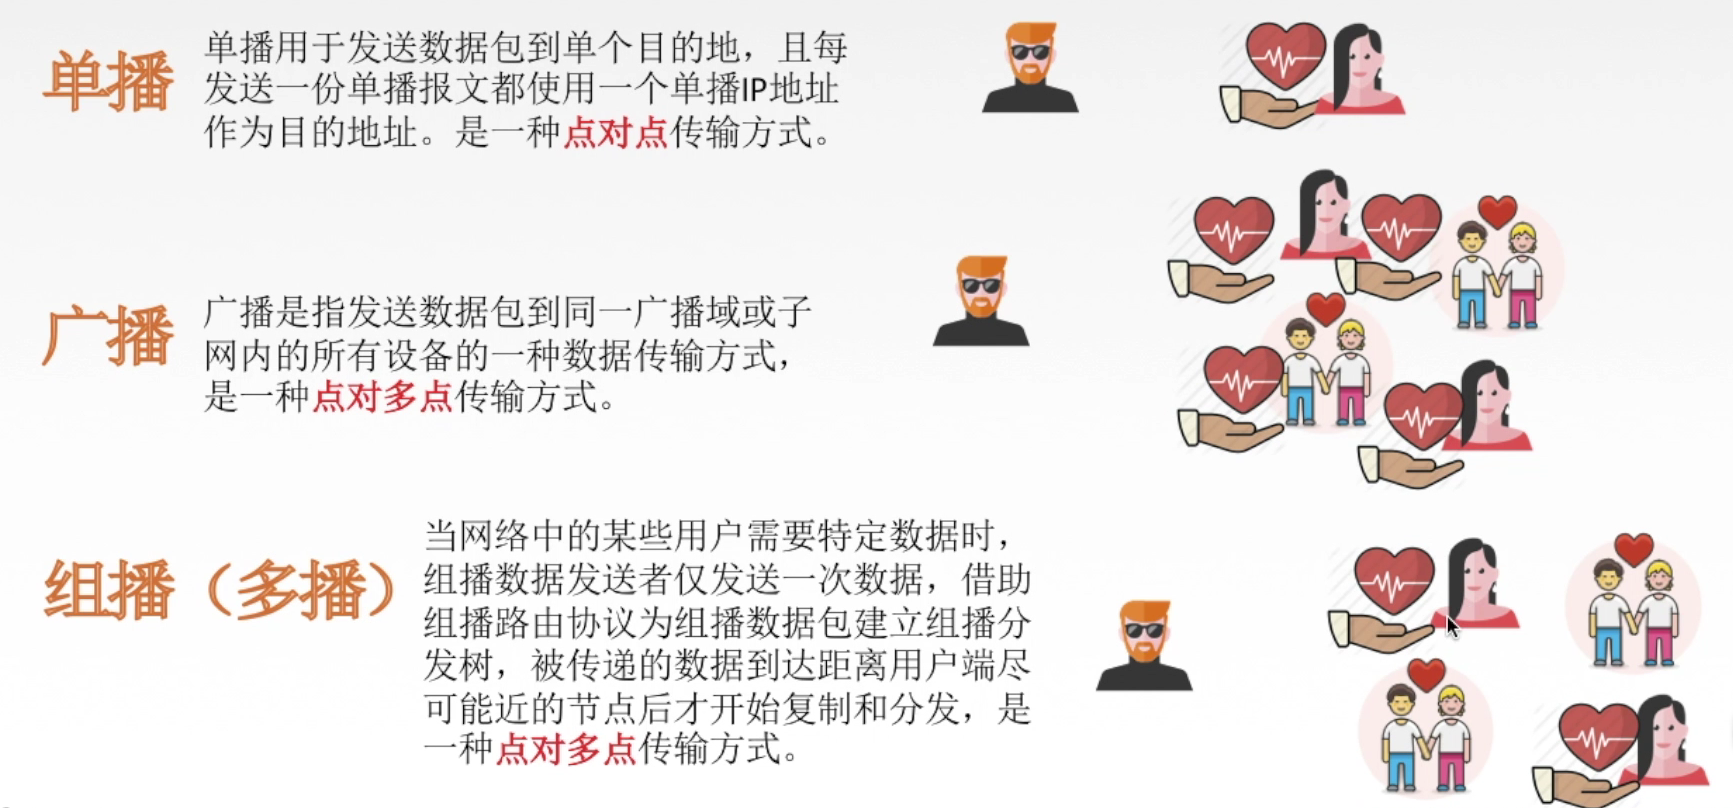 单播
单播用于发送数据包到单个目的地，且每
发送一份单播报文都使用一个单播IP地址
作为目的地址。是一种点对点传输方式。
广播
广播是指发送数据包到同一广播域或子
网内的所有设备的一种数据传输方式，
是一种点对多点传输方式。
组播（多播）
当网络中的某些用户需要特定数据时，
组播数据发送者仅发送一次数据，借助
组播路由协议为组播数据包建立组播分
发树，被传递的数据到达距离用户端尽
可能近的节点后才开始复制和分发，是
一种点对多点传输方式。